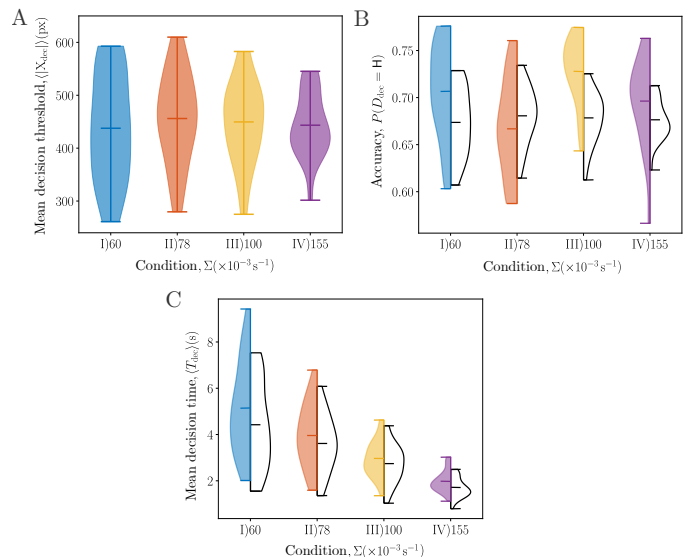 A
Mean decision threshold, ⟨|X_dec|⟩(px)
600
500
400
300
I)60 II)78 III)100 IV)155
Condition, Σ(×10⁻³ s⁻¹)
B
Accuracy, P(D_dec = H)
0.75
0.70
0.65
0.60
I)60 II)78 III)100 IV)155
Condition, Σ(×10⁻³ s⁻¹)
C
Mean decision time, ⟨T_dec⟩(s)
8
6
4
2
I)60 II)78 III)100 IV)155
Condition, Σ(×10⁻³ s⁻¹)